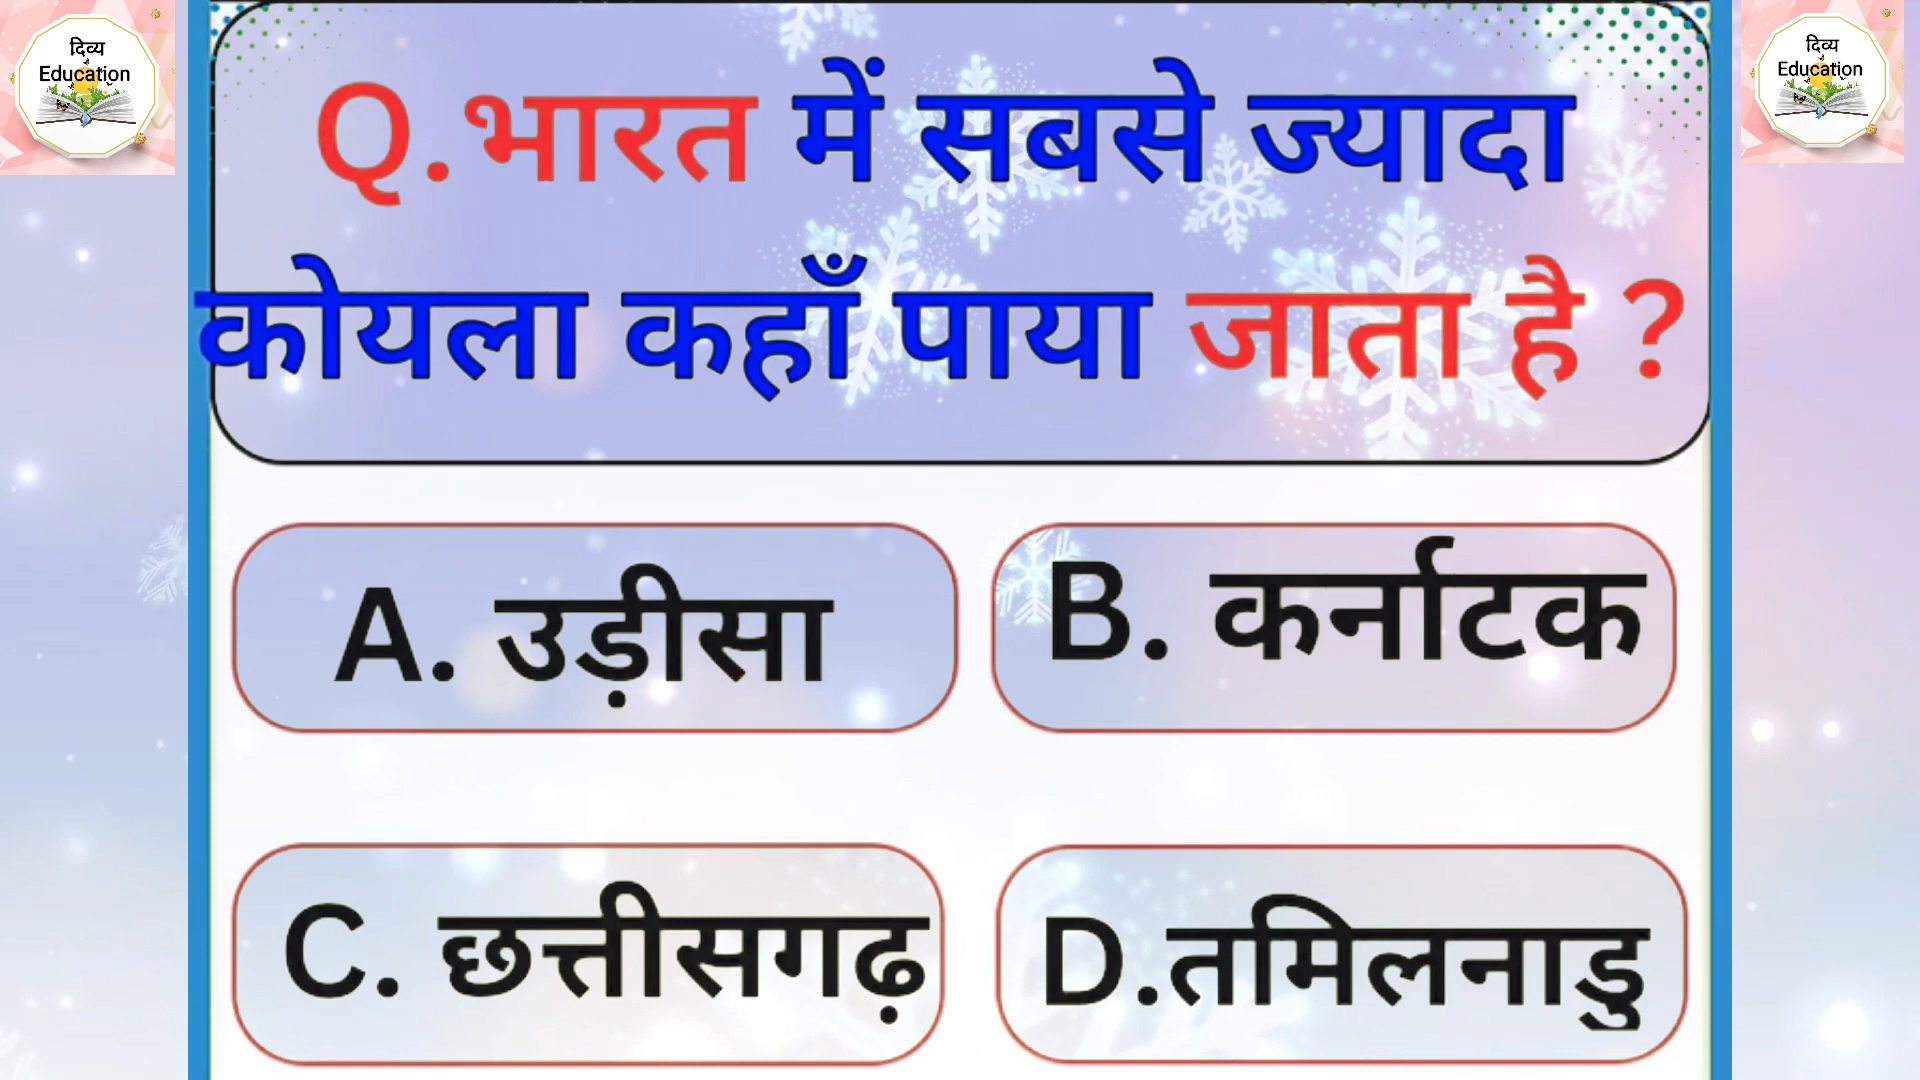 दिव्य
Education
दिव्य
Education
Q. भारत में सबसे ज्यादा
कोयला कहाँ पाया जाता है ?
A. उड़ीसा
B. कर्नाटक
C. छत्तीसगढ़
D.तमिलनाडु